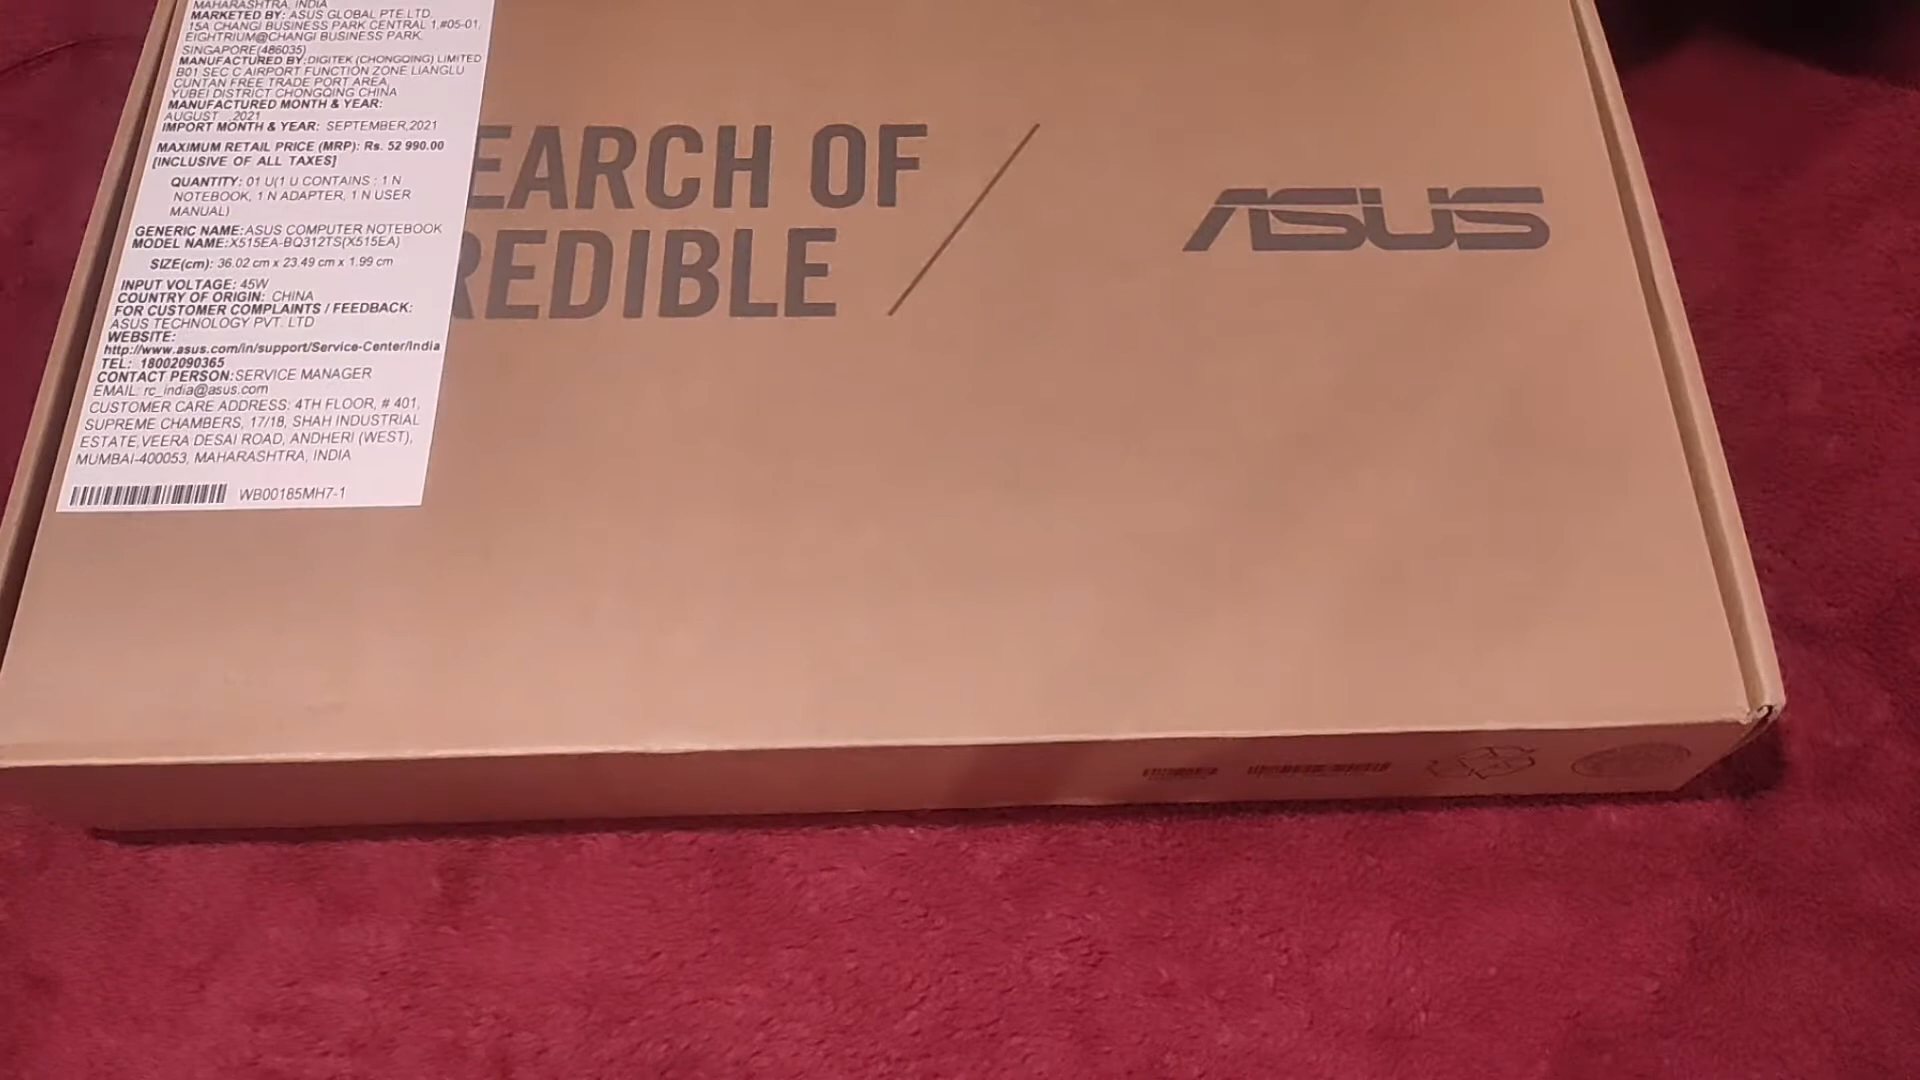 MAHARASHTRA, INDIA
MARKETED BY: ASUS GLOBAL PTE.LTD.
15A CHANGI BUSINESS PARK CENTRAL 1,#05-01,
EIGHTRIUM@CHANGI BUSINESS PARK,
SINGAPORE(486035)
MANUFACTURED BY:DIGITEK (CHONGQING) LIMITED
B01 SEC C AIRPORT FUNCTION ZONE LIANGLU
CUNTAN FREE TRADE PORT AREA,
YUBEI DISTRICT CHONGQING CHINA
MANUFACTURED MONTH & YEAR:
AUGUST ,2021
IMPORT MONTH & YEAR: SEPTEMBER,2021
MAXIMUM RETAIL PRICE (MRP): Rs. 52 990.00
[INCLUSIVE OF ALL TAXES]
QUANTITY: 01 U(1 U CONTAINS : 1 N
NOTEBOOK, 1 N ADAPTER, 1 N USER
MANUAL)
GENERIC NAME:ASUS COMPUTER NOTEBOOK
MODEL NAME:X515EA-BQ312TS(X515EA)
SIZE(cm): 36.02 cm x 23.49 cm x 1.99 cm
INPUT VOLTAGE: 45W
COUNTRY OF ORIGIN: CHINA
FOR CUSTOMER COMPLAINTS / FEEDBACK:
ASUS TECHNOLOGY PVT. LTD
WEBSITE:
http://www.asus.com/in/support/Service-Center/India
TEL: 18002090365
CONTACT PERSON:SERVICE MANAGER
EMAIL: rc_india@asus.com
CUSTOMER CARE ADDRESS: 4TH FLOOR, # 401,
SUPREME CHAMBERS, 17/18, SHAH INDUSTRIAL
ESTATE,VEERA DESAI ROAD, ANDHERI (WEST),
MUMBAI-400053, MAHARASHTRA, INDIA
WB00185MH7-1
EARCH OF
REDIBLE
ASUS